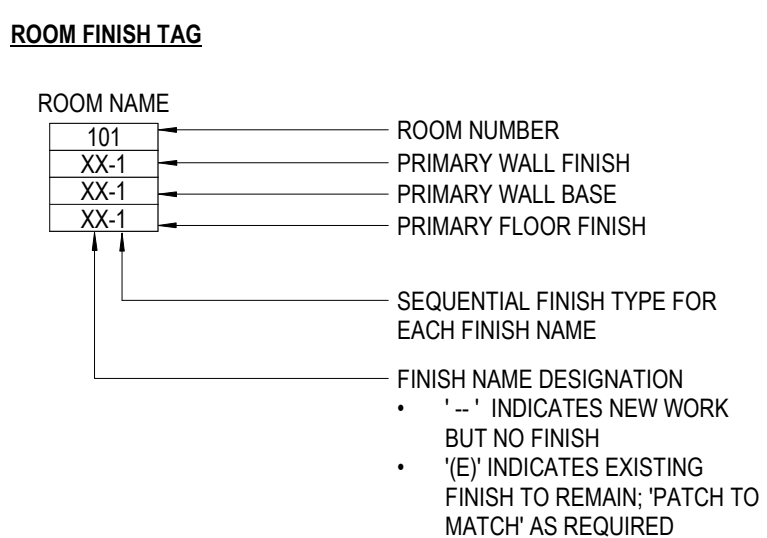 ROOM FINISH TAG
ROOM NAME
101
ROOM NUMBER
XX-1
PRIMARY WALL FINISH
XX-1
PRIMARY WALL BASE
XX-1
PRIMARY FLOOR FINISH
SEQUENTIAL FINISH TYPE FOR
EACH FINISH NAME
FINISH NAME DESIGNATION
• ' -- ' INDICATES NEW WORK
BUT NO FINISH
• '(E)' INDICATES EXISTING
FINISH TO REMAIN; 'PATCH TO
MATCH' AS REQUIRED